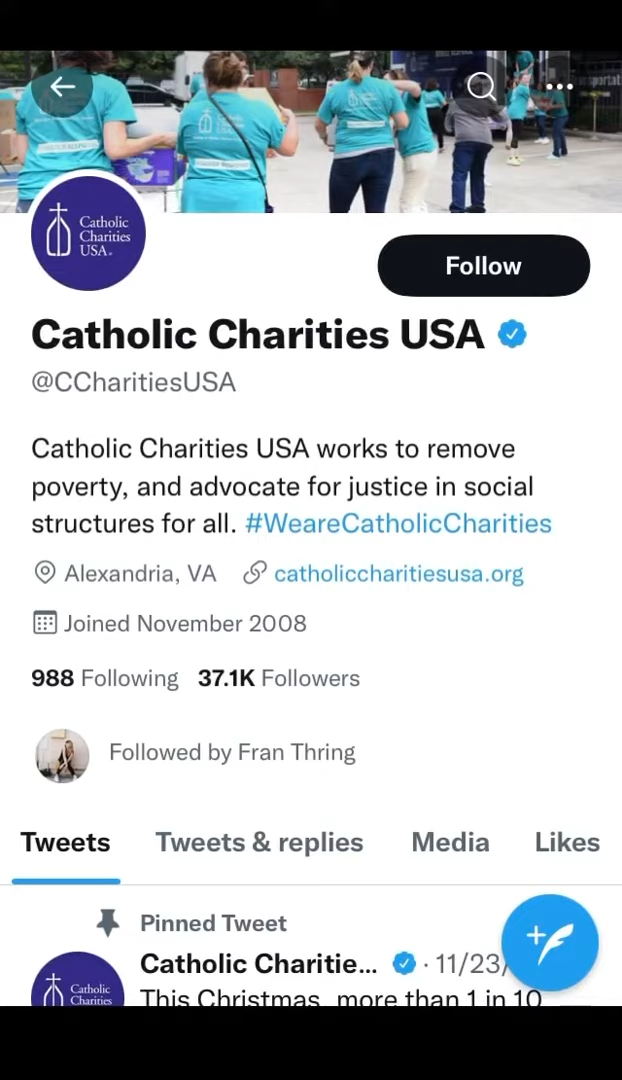 Catholic
Charities
USA
Follow
Catholic Charities USA
@CCharitiesUSA
Catholic Charities USA works to remove
poverty, and advocate for justice in social
structures for all. #WeareCatholicCharities
Alexandria, VA catholiccharitiesusa.org
Joined November 2008
988 Following 37.1K Followers
Followed by Fran Thring
Tweets Tweets & replies Media Likes
Pinned Tweet
Catholic Charitie... · 11/23/
Catholic
Charities
This Christmas, more than 1 in 10